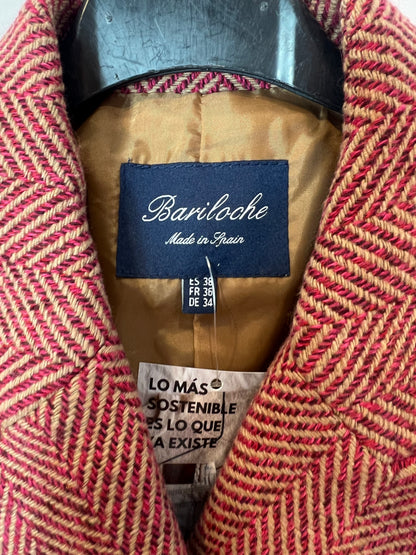 Bariloche
Made in Spain
ES 38
FR 36
DE 34
LO MÁS
SOSTENIBLE
ES LO QUE
YA EXISTE